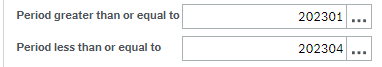 Period greater than or equal to 202301 ...
Period less than or equal to 202304 ...